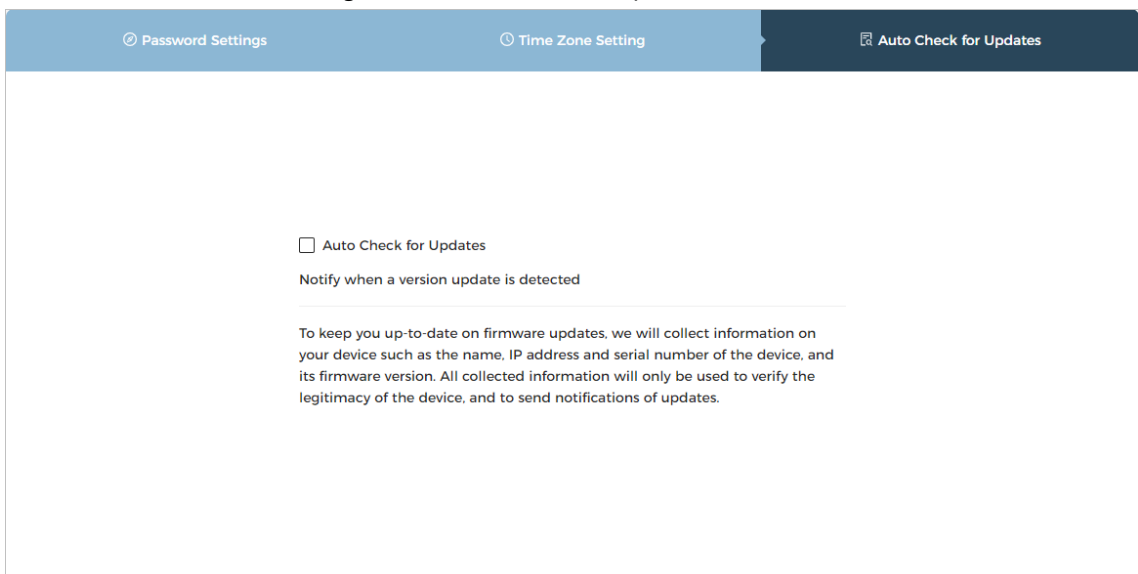 Password Settings
Time Zone Setting
Auto Check for Updates
Auto Check for Updates
Notify when a version update is detected
To keep you up-to-date on firmware updates, we will collect information on
your device such as the name, IP address and serial number of the device, and
its firmware version. All collected information will only be used to verify the
legitimacy of the device, and to send notifications of updates.